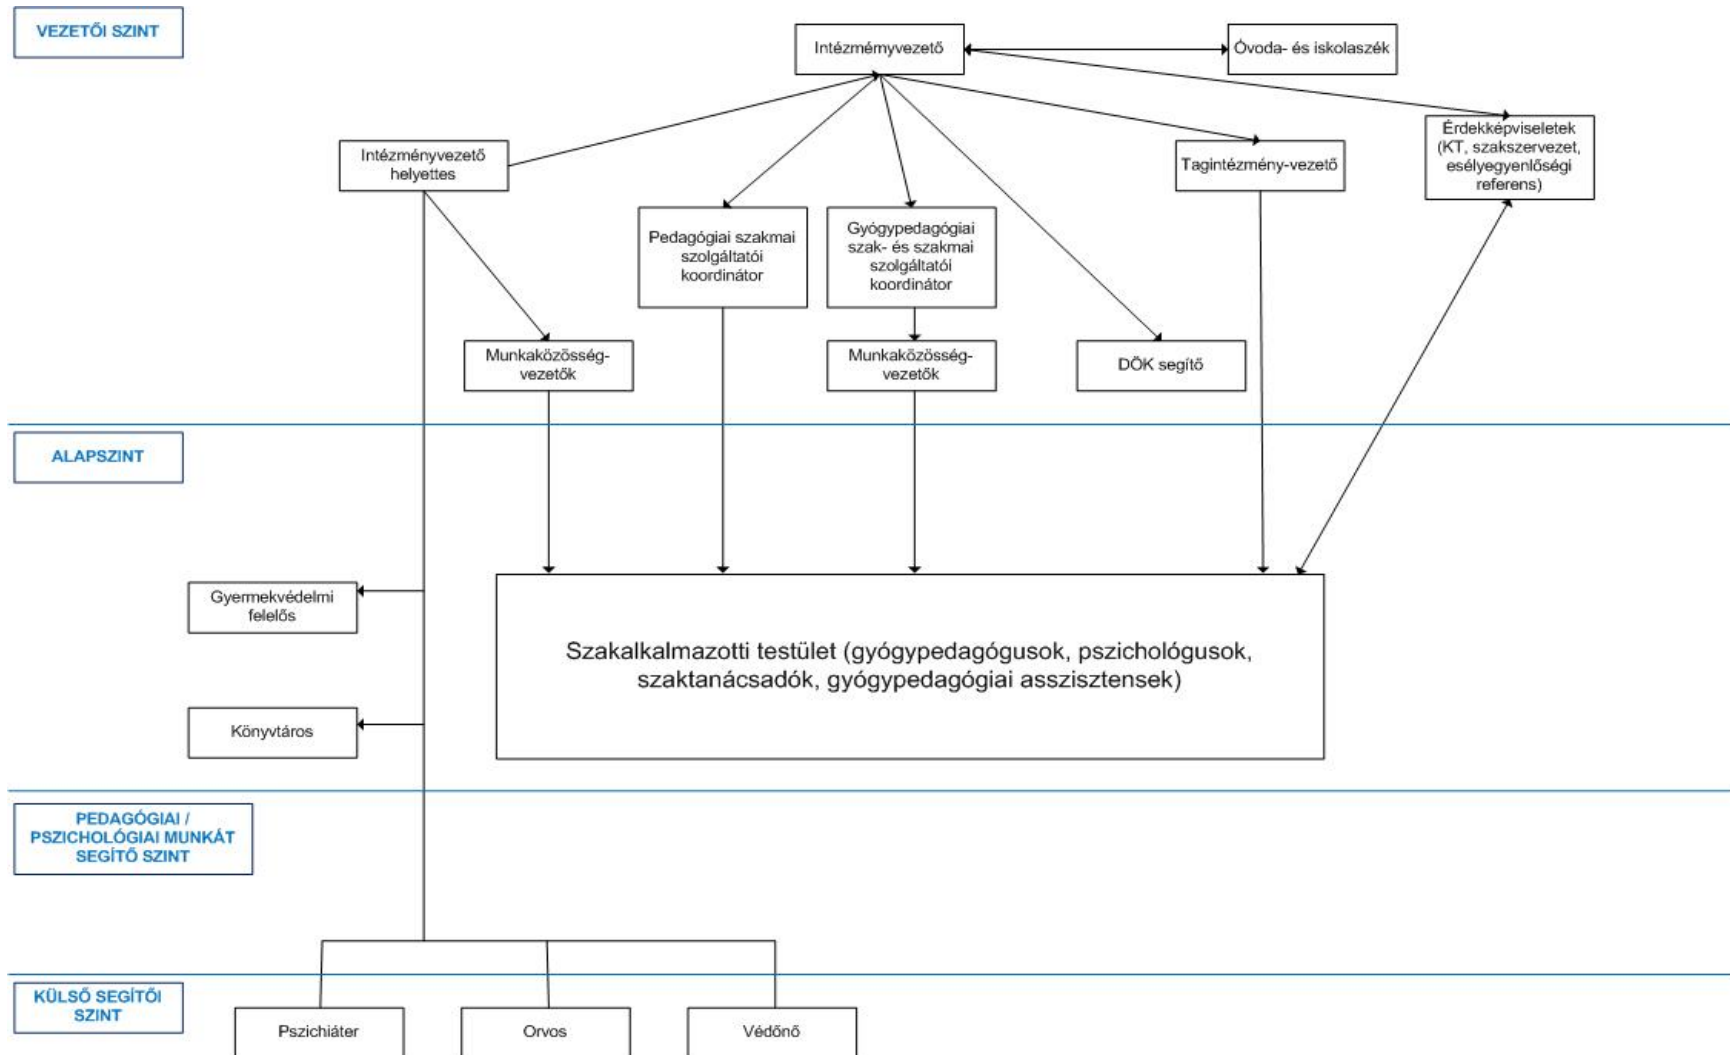 VEZETŐI SZINT
Intézményvezető
Óvoda- és iskolaszék
Intézményvezető
helyettes
Tagintézmény-vezető
Érdekképviseletek
(KT, szakszervezet,
esélyegyenlőségi
referens)
Pedagógiai szakmai
szolgáltatói
koordinátor
Gyógypedagógiai
szak- és szakmai
szolgáltatói
koordinátor
Munkaközösség-
vezetők
Munkaközösség-
vezetők
DÖK segítő
ALAPSZINT
Gyermekvédelmi
felelős
Szakalkalmazotti testület (gyógypedagógusok, pszichológusok,
szaktanácsadók, gyógypedagógiai asszisztensek)
Könyvtáros
PEDAGÓGIAI /
PSZICHOLÓGIAI MUNKÁT
SEGÍTŐ SZINT
KÜLSŐ SEGÍTŐI
SZINT
Pszichiáter
Orvos
Védőnő